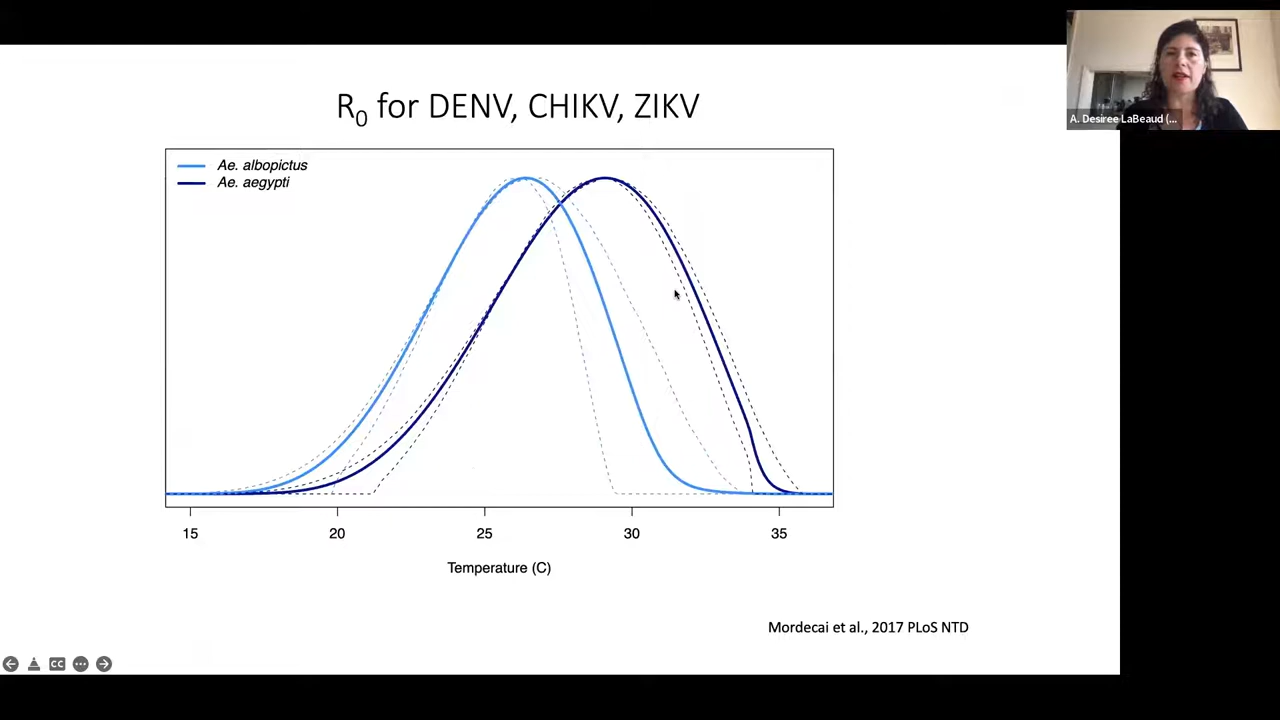 R0 for DENV, CHIKV, ZIKV
A. Desiree LaBeaud (...
Ae. albopictus
Ae. aegypti
15 20 25 30 35
Temperature (C)
Mordecai et al., 2017 PLoS NTD
CC